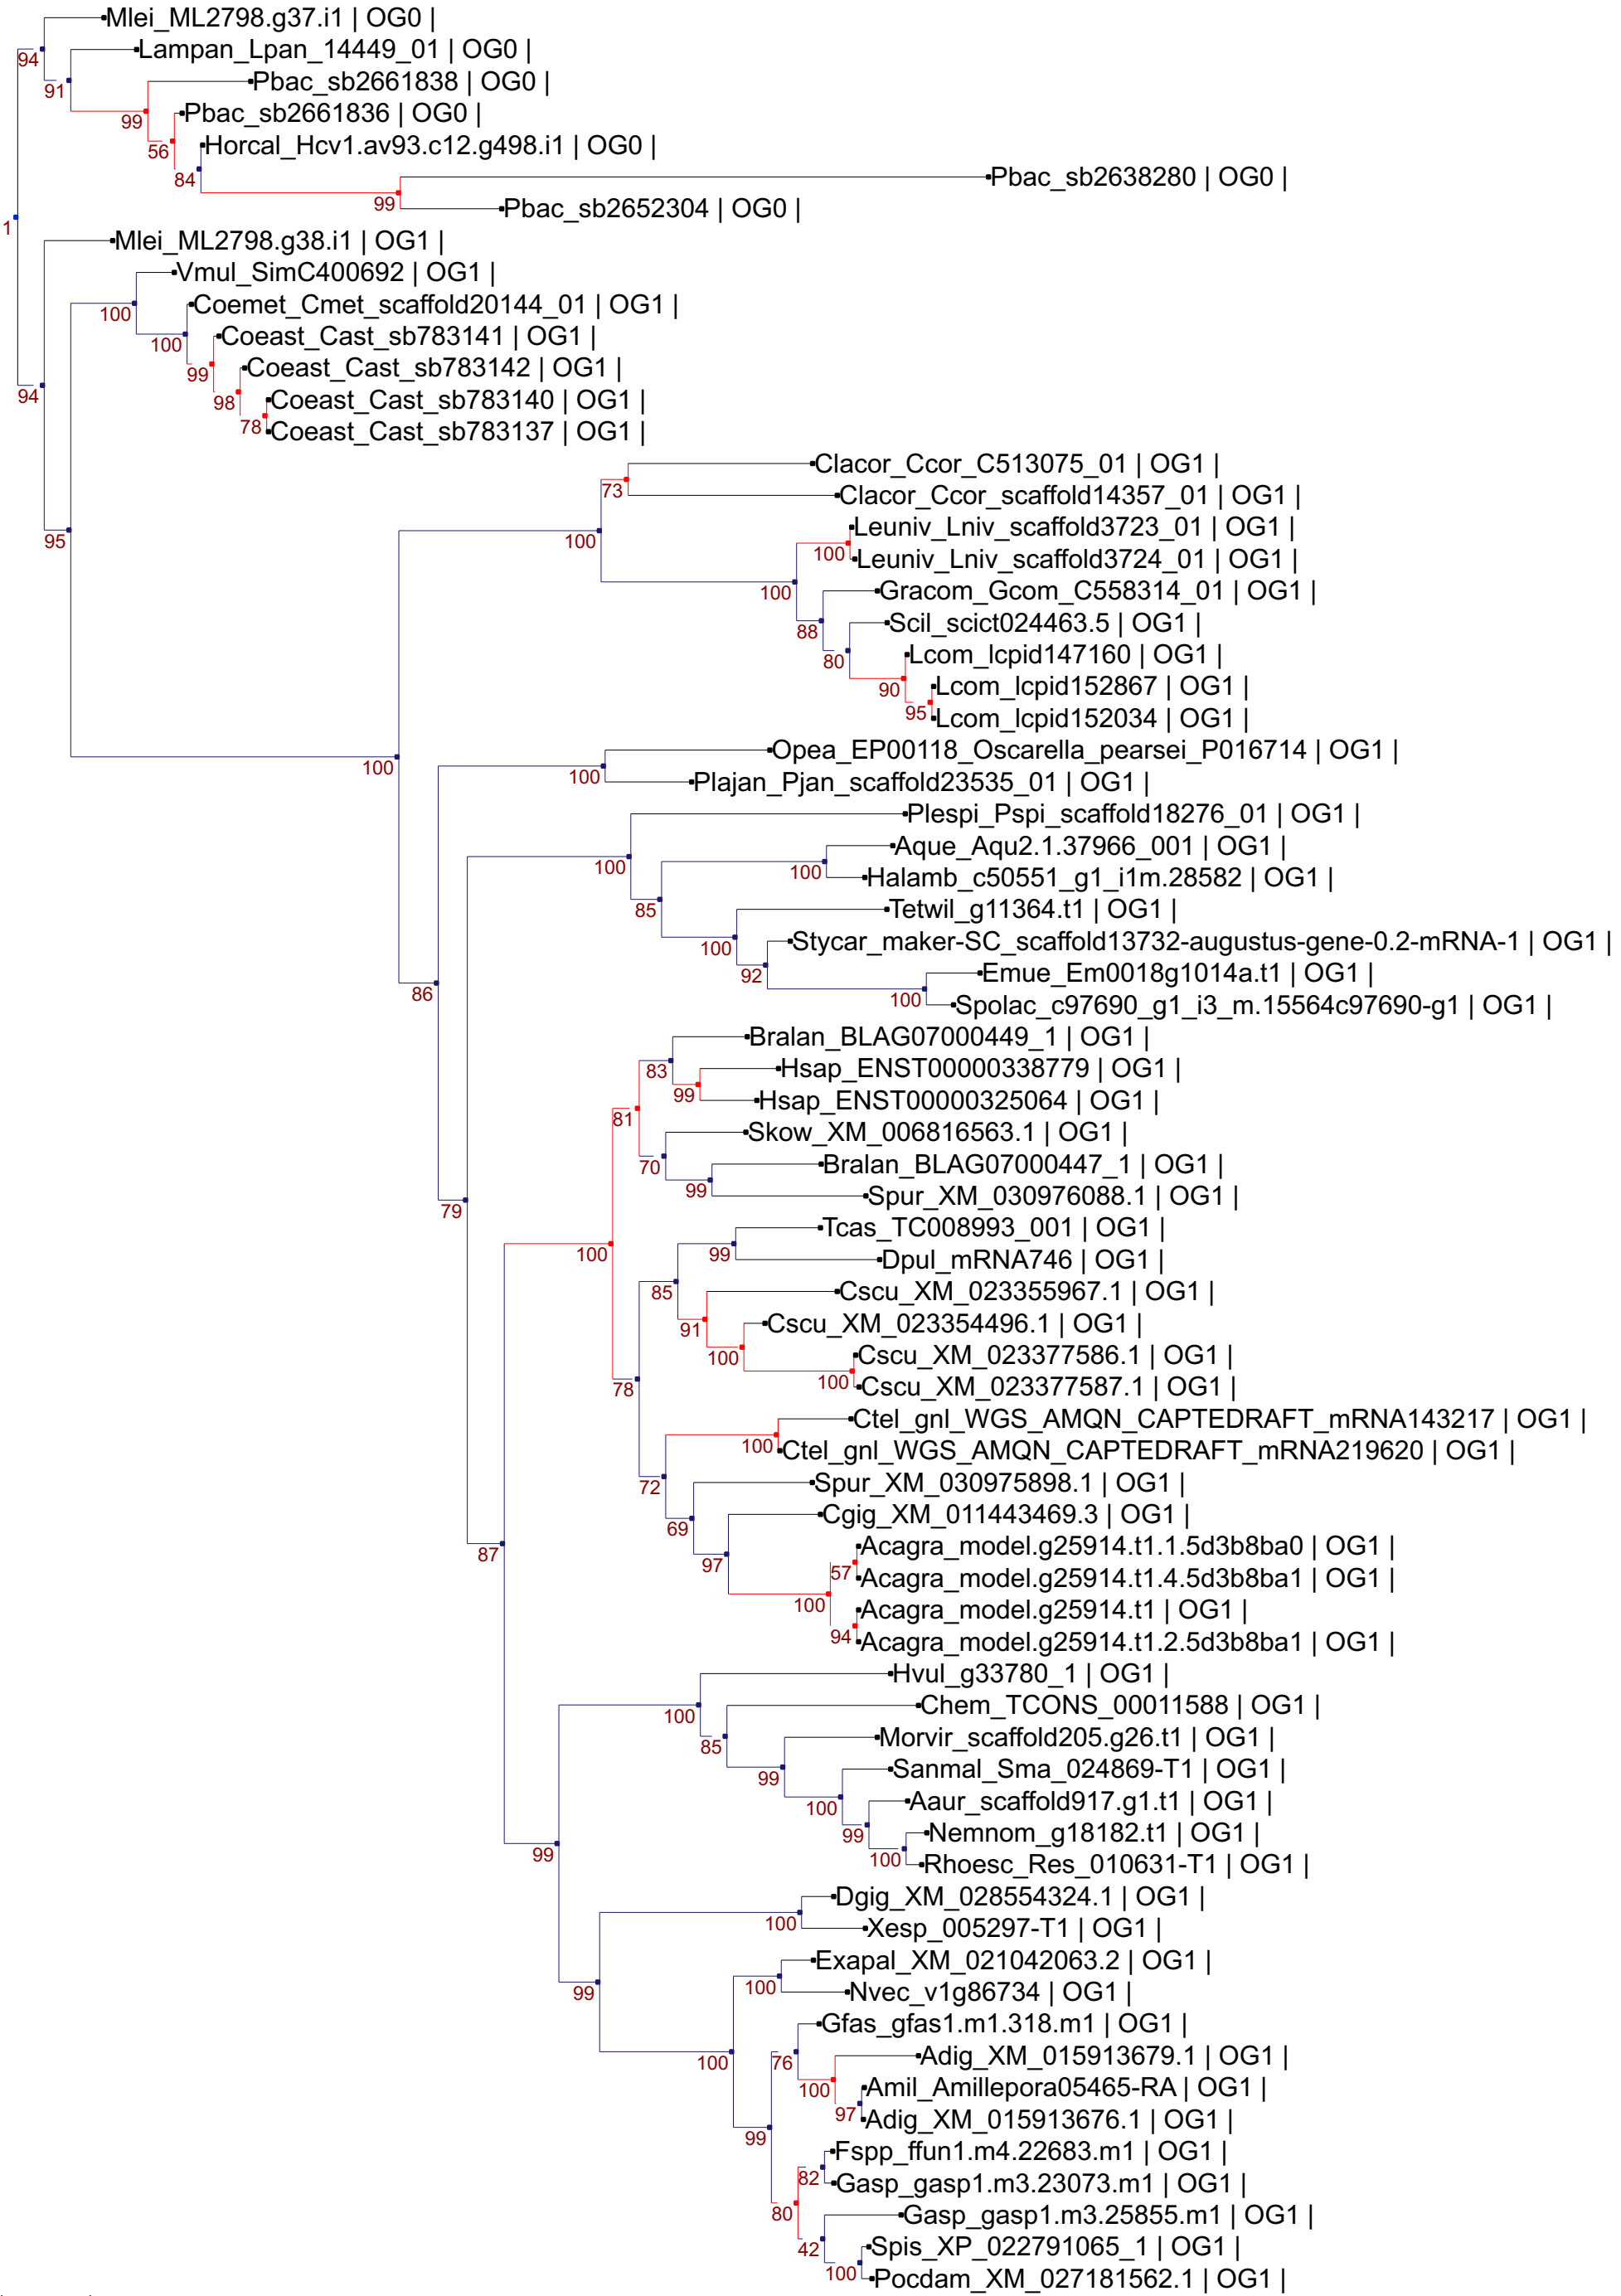 Mlei_ML2798.g37.i1 | OG0 |
94
Lampan_Lpan_14449_01 | OG0 |
91
Pbac_sb2661838 | OG0 |
99
Pbac_sb2661836 | OG0 |
56
Horcal_Hcv1.av93.c12.g498.i1 | OG0 |
84
Pbac_sb2638280 | OG0 |
99
Pbac_sb2652304 | OG0 |
1
Mlei_ML2798.g38.i1 | OG1 |
Vmul_SimC400692 | OG1 |
Coemet_Cmet_scaffold20144_01 | OG1 |
100
Coeast_Cast_sb783141 | OG1 |
100
Coeast_Cast_sb783142 | OG1 |
99
94
Coeast_Cast_sb783140 | OG1 |
98
Coeast_Cast_sb783137 | OG1 |
78
Clacor_Ccor_C513075_01 | OG1 |
73
Clacor_Ccor_scaffold14357_01 | OG1 |
Leuniv_Lniv_scaffold3723_01 | OG1 |
95
100
100
Leuniv_Lniv_scaffold3724_01 | OG1 |
100
Gracom_Gcom_C558314_01 | OG1 |
Scil_scict024463.5 | OG1 |
88
Lcom_lcpid147160 | OG1 |
80
Lcom_lcpid152867 | OG1 |
90
Lcom_lcpid152034 | OG1 |
95
Opea_EP00118_Oscarella_pearsei_P016714 | OG1 |
100
100
Plajan_Pjan_scaffold23535_01 | OG1 |
Plespi_Pspi_scaffold18276_01 | OG1 |
Aque_Aqu2.1.37966_001 | OG1 |
100
100
Halamb_c50551_g1_i1m.28582 | OG1 |
85
Tetwil_g11364.t1 | OG1 |
Stycar_maker-SC_scaffold13732-augustus-gene-0.2-mRNA-1 | OG1 |
100
Emue_Em0018g1014a.t1 | OG1 |
92
86
100
Spolac_c97690_g1_i3_m.15564c97690-g1 | OG1 |
Bralan_BLAG07000449_1 | OG1 |
83
Hsap_ENST00000338779 | OG1 |
99
Hsap_ENST00000325064 | OG1 |
81
Skow_XM_006816563.1 | OG1 |
70
Bralan_BLAG07000447_1 | OG1 |
99
Spur_XM_030976088.1 | OG1 |
79
Tcas_TC008993_001 | OG1 |
100
99
Dpul_mRNA746 | OG1 |
85
Cscu_XM_023355967.1 | OG1 |
91
Cscu_XM_023354496.1 | OG1 |
100
Cscu_XM_023377586.1 | OG1 |
100
78
Cscu_XM_023377587.1 | OG1 |
Ctel_gnl_WGS_AMQN_CAPTEDRAFT_mRNA143217 | OG1 |
100
Ctel_gnl_WGS_AMQN_CAPTEDRAFT_mRNA219620 | OG1 |
72
Spur_XM_030975898.1 | OG1 |
69
Cgig_XM_011443469.3 | OG1 |
87
Acagra_model.g25914.t1.1.5d3b8ba0 | OG1 |
97
57
Acagra_model.g25914.t1.4.5d3b8ba1 | OG1 |
100
Acagra_model.g25914.t1 | OG1 |
94
Acagra_model.g25914.t1.2.5d3b8ba1 | OG1 |
Hvul_g33780_1 | OG1 |
100
Chem_TCONS_00011588 | OG1 |
Morvir_scaffold205.g26.t1 | OG1 |
85
Sanmal_Sma_024869-T1 | OG1 |
99
Aaur_scaffold917.g1.t1 | OG1 |
100
Nemnom_g18182.t1 | OG1 |
99
99
100
Rhoesc_Res_010631-T1 | OG1 |
Dgig_XM_028554324.1 | OG1 |
100
Xesp_005297-T1 | OG1 |
Exapal_XM_021042063.2 | OG1 |
99
100
Nvec_v1g86734 | OG1 |
Gfas_gfas1.m1.318.m1 | OG1 |
100
76
Adig_XM_015913679.1 | OG1 |
100
Amil_Amillepora05465-RA | OG1 |
97
Adig_XM_015913676.1 | OG1 |
99
Fspp_ffun1.m4.22683.m1 | OG1 |
82
Gasp_gasp1.m3.23073.m1 | OG1 |
80
Gasp_gasp1.m3.25855.m1 | OG1 |
42
Spis_XP_022791065_1 | OG1 |
100
Pocdam_XM_027181562.1 | OG1 |